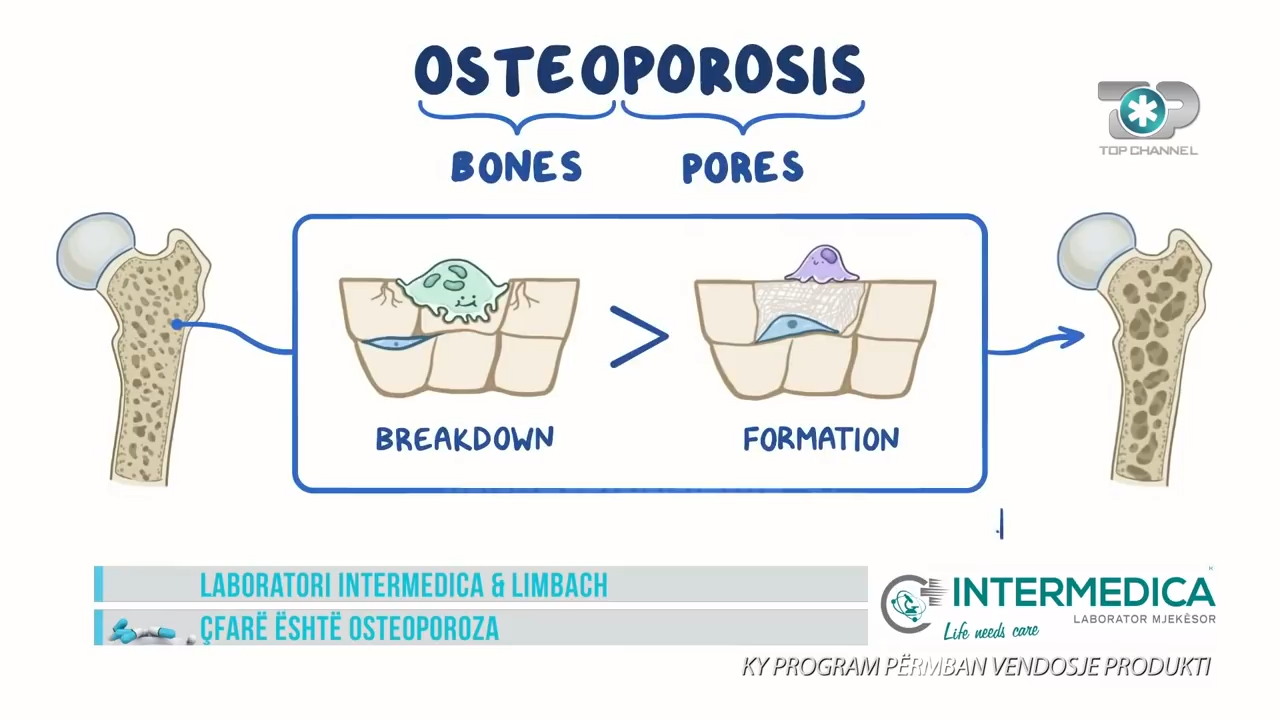 OSTEOPOROSIS
BONES PORES
TOP CHANNEL
>
BREAKDOWN FORMATION
LABORATORI INTERMEDICA & LIMBACH
ÇFARË ËSHTË OSTEOPOROZA
INTERMEDICA
LABORATOR MJEKËSOR
Life needs care
KY PROGRAM PËRMBAN VENDOSJE PRODUKTI